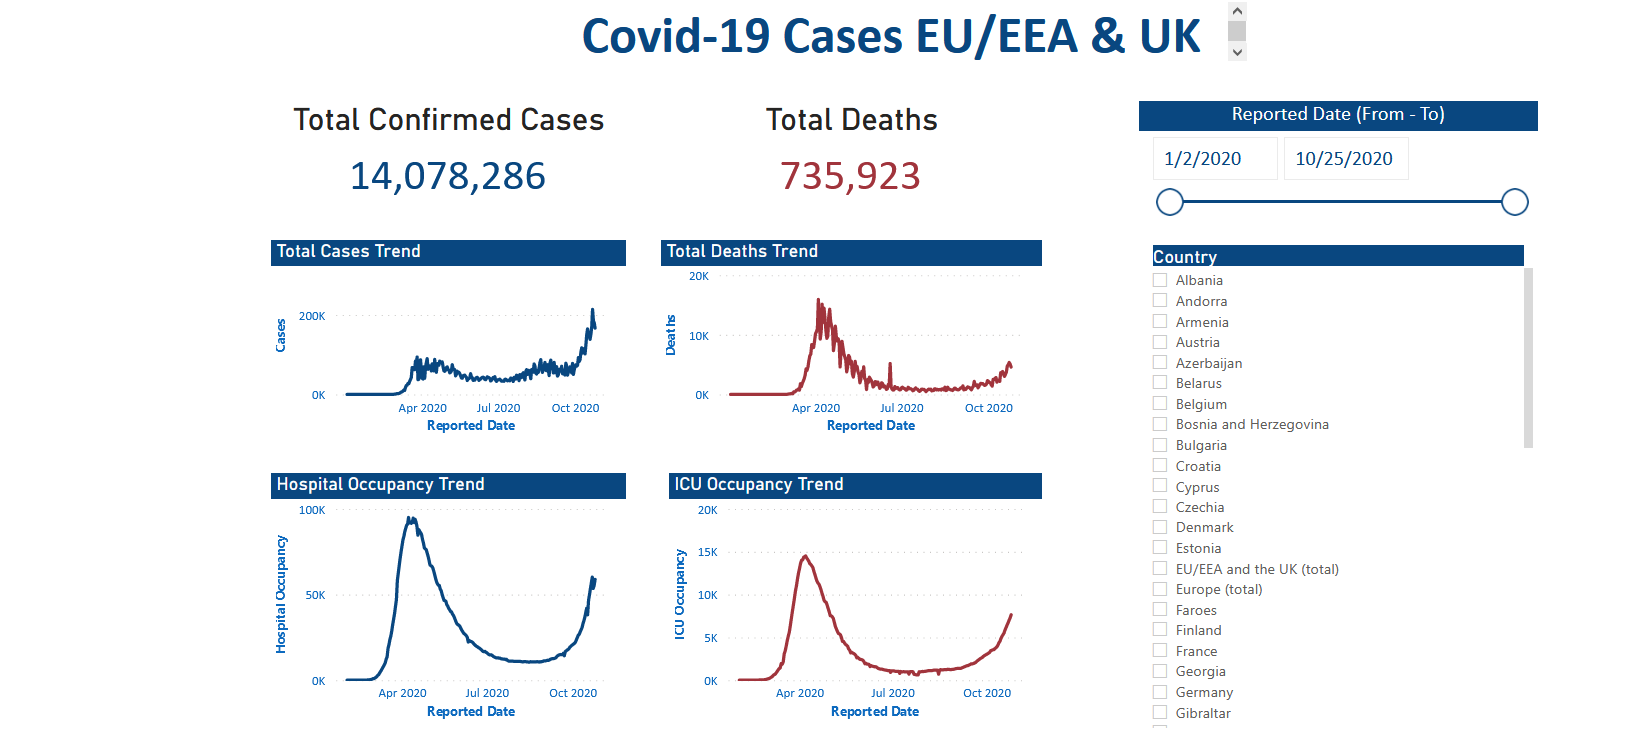 Covid-19 Cases EU/EEA & UK
Total Confirmed Cases
14,078,286
Total Deaths
735,923
Reported Date (From - To)
1/2/2020
10/25/2020
Total Cases Trend
Cases
200K
0K
Apr 2020
Jul 2020
Oct 2020
Reported Date
Total Deaths Trend
Deaths
20K
10K
0K
Apr 2020
Jul 2020
Oct 2020
Reported Date
Hospital Occupancy Trend
Hospital Occupancy
100K
50K
0K
Apr 2020
Jul 2020
Oct 2020
Reported Date
ICU Occupancy Trend
ICU Occupancy
20K
15K
10K
5K
0K
Apr 2020
Jul 2020
Oct 2020
Reported Date
Country
Albania
Andorra
Armenia
Austria
Azerbaijan
Belarus
Belgium
Bosnia and Herzegovina
Bulgaria
Croatia
Cyprus
Czechia
Denmark
Estonia
EU/EEA and the UK (total)
Europe (total)
Faroes
Finland
France
Georgia
Germany
Gibraltar